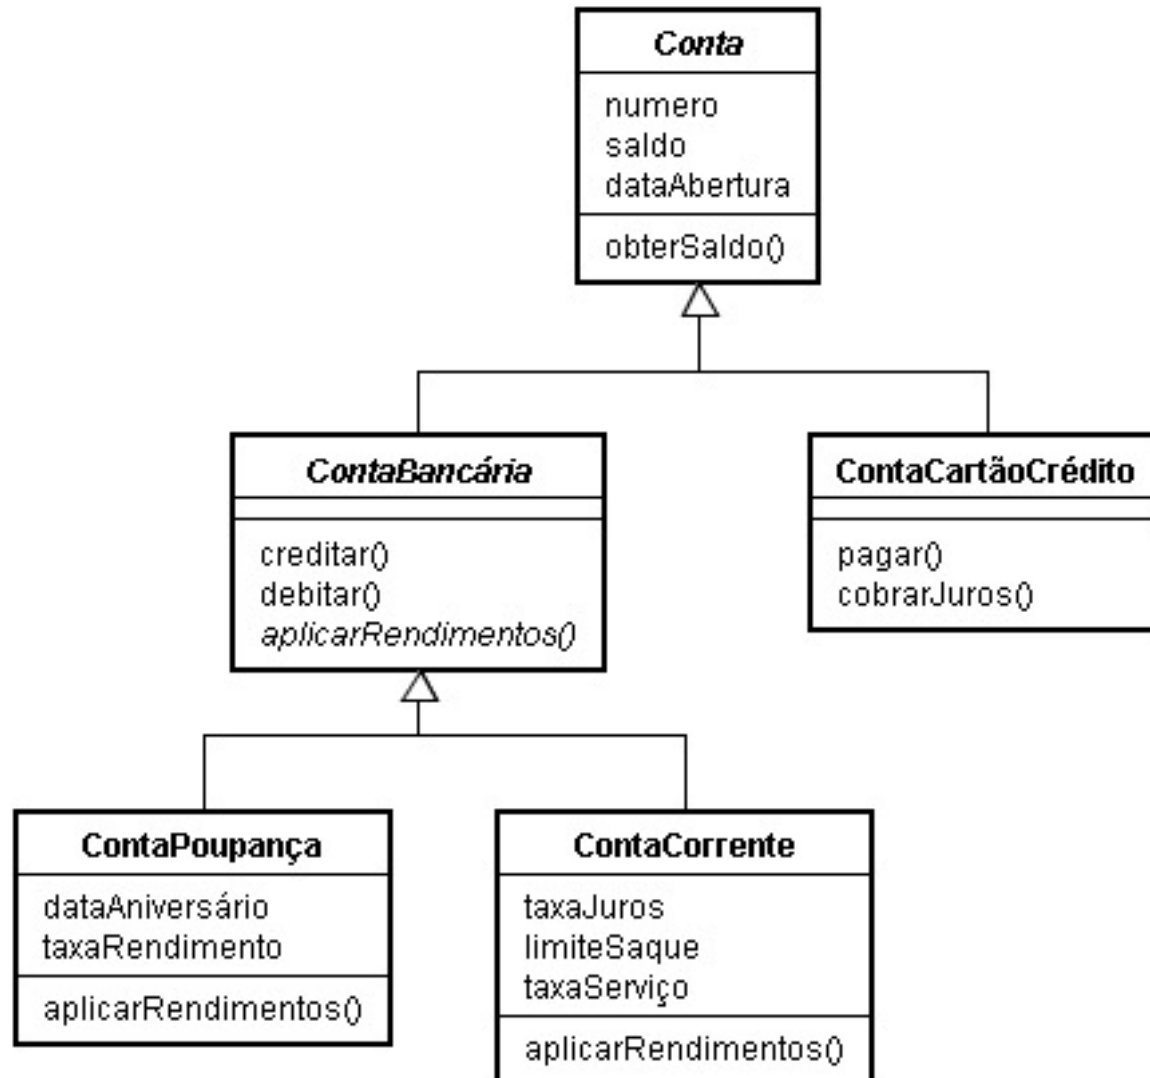 Conta
numero
saldo
dataAbertura
obterSaldo()
ContaBancária
creditar()
debitar()
aplicarRendimentos()
ContaCartãoCrédito
pagar()
cobrarJuros()
ContaPoupança
dataAniversário
taxaRendimento
aplicarRendimentos()
ContaCorrente
taxaJuros
limiteSaque
taxaServiço
aplicarRendimentos()